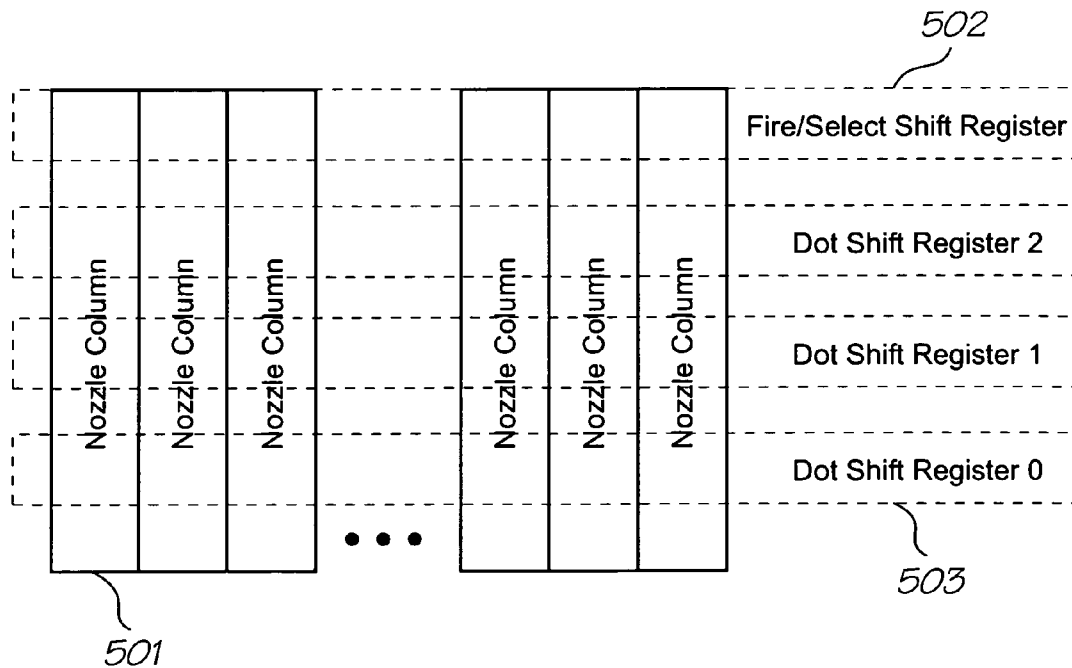 502
Fire/Select Shift Register
Dot Shift Register 2
Dot Shift Register 1
Dot Shift Register 0
Nozzle Column
Nozzle Column
Nozzle Column
Nozzle Column
Nozzle Column
Nozzle Column
503
501